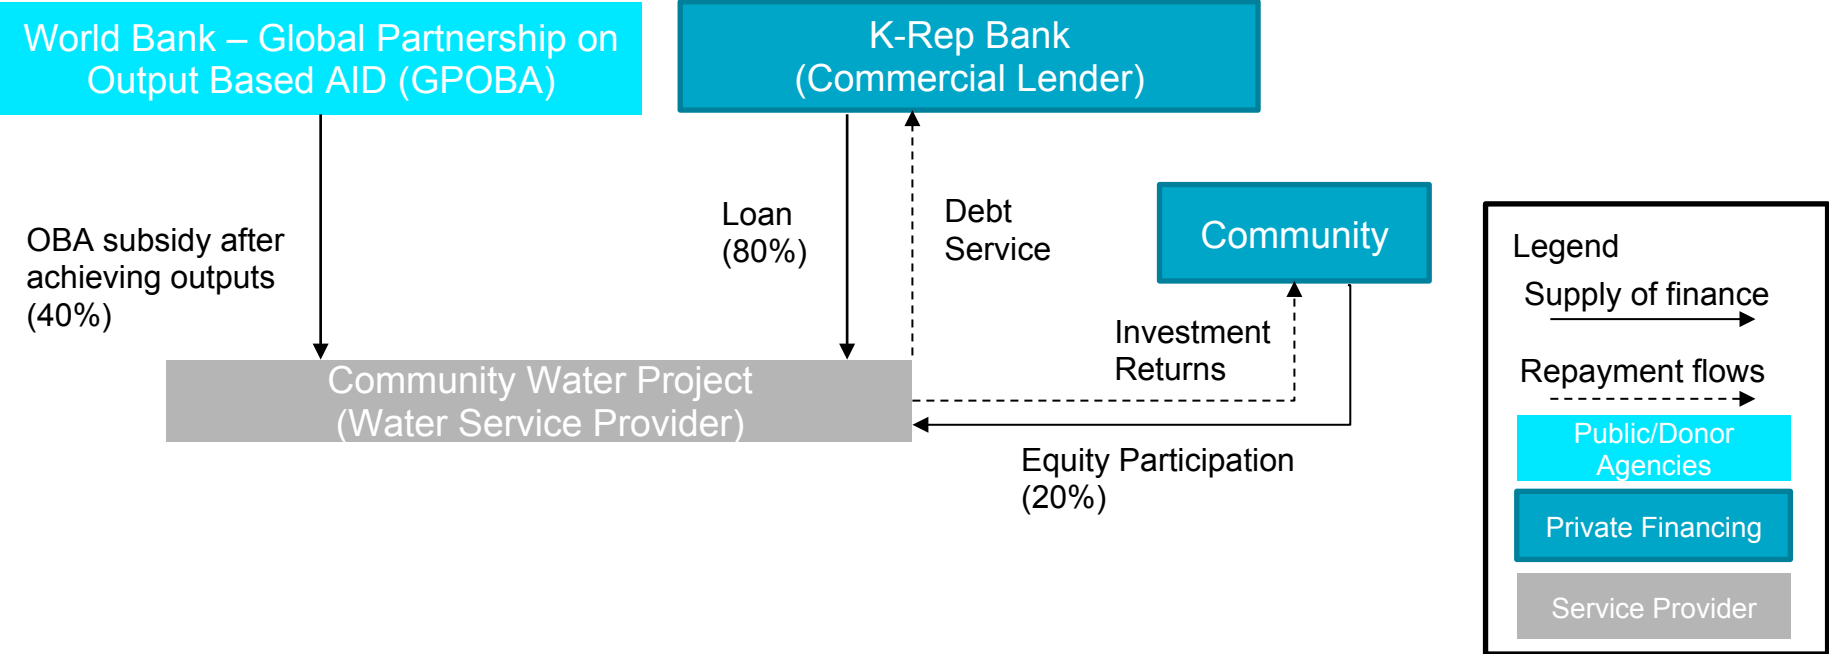 World Bank – Global Partnership on
Output Based AID (GPOBA)
K-Rep Bank
(Commercial Lender)
OBA subsidy after
achieving outputs
(40%)
Loan
(80%)
Debt
Service
Community
Investment
Returns
Community Water Project
(Water Service Provider)
Equity Participation
(20%)
Legend
Supply of finance
Repayment flows
Public/Donor
Agencies
Private Financing
Service Provider